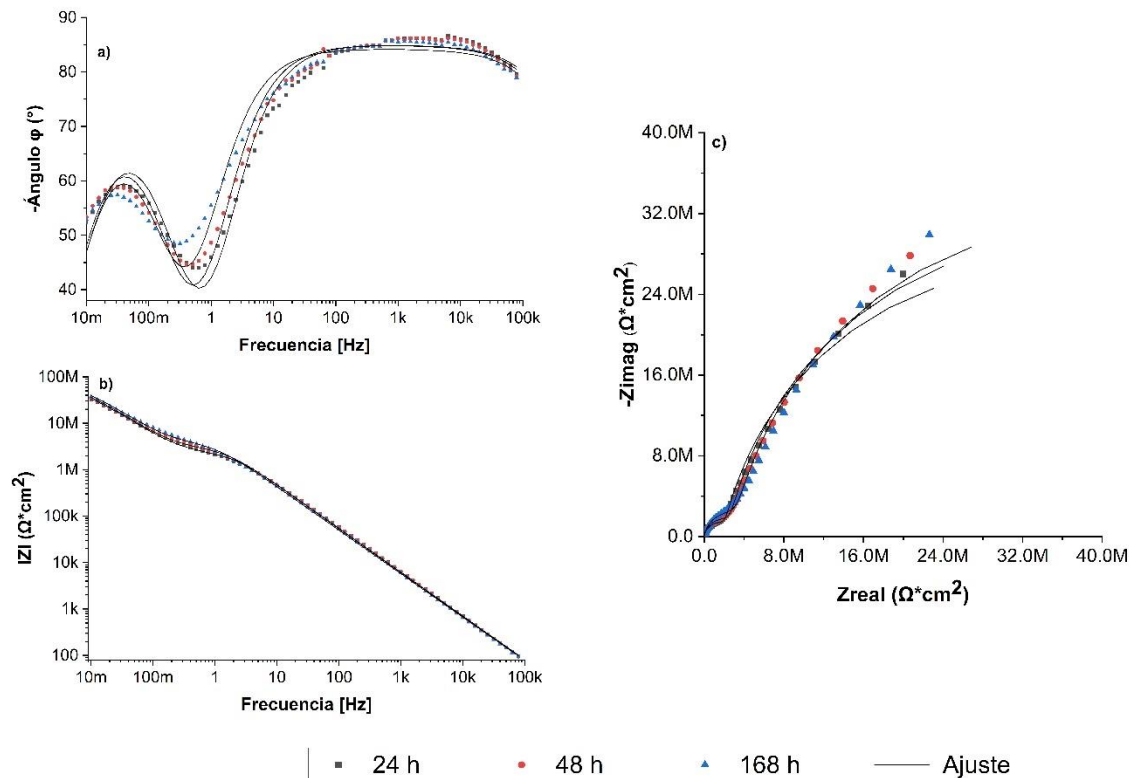 a)
90
80
70
60
50
40
-Ángulo φ (°)
10m 100m 1 10 100 1k 10k 100k
Frecuencia [Hz]
b)
100M
10M
1M
100k
10k
1k
100
IZI (Ω*cm2)
10m 100m 1 10 100 1k 10k 100k
Frecuencia [Hz]
c)
40.0M
32.0M
24.0M
16.0M
8.0M
0.0
-Zimag (Ω*cm2)
0.0 8.0M 16.0M 24.0M 32.0M 40.0M
Zreal (Ω*cm2)
24 h 48 h 168 h Ajuste